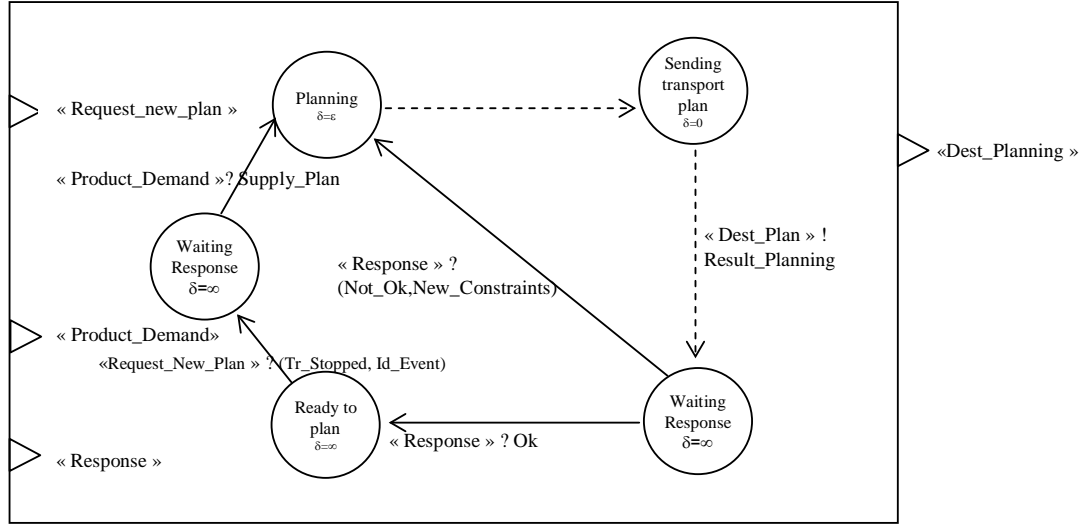 Sending
transport
plan
δ=0
Planning
δ=ε
« Request_new_plan »
«Dest_Planning »
« Product_Demand »? Supply_Plan
« Dest_Plan » !
Result_Planning
Waiting
Response
δ=∞
« Response » ?
(Not_Ok,New_Constraints)
« Product_Demand»
«Request_New_Plan » ? (Tr_Stopped, Id_Event)
Ready to
plan
δ=∞
Waiting
Response
δ=∞
« Response » ? Ok
« Response »